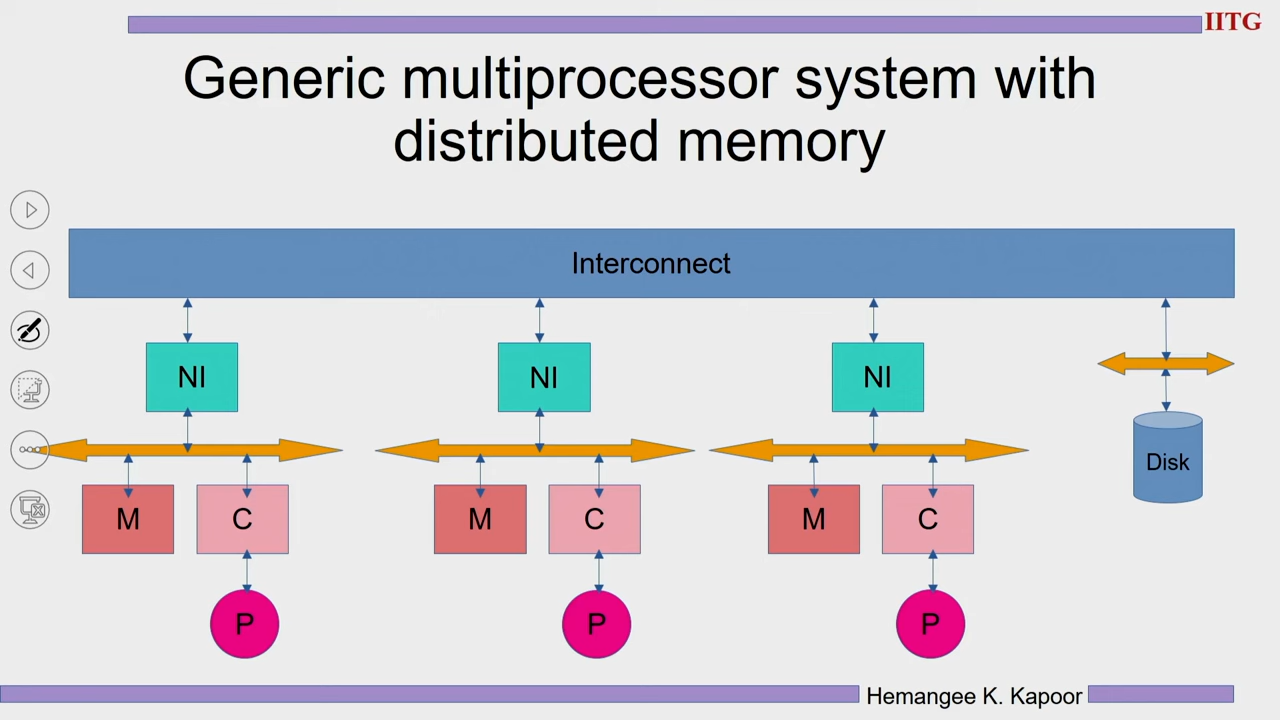 IITG
Generic multiprocessor system with
distributed memory
Interconnect
NI
NI
NI
M
C
M
C
M
C
Disk
P
P
P
Hemangee K. Kapoor